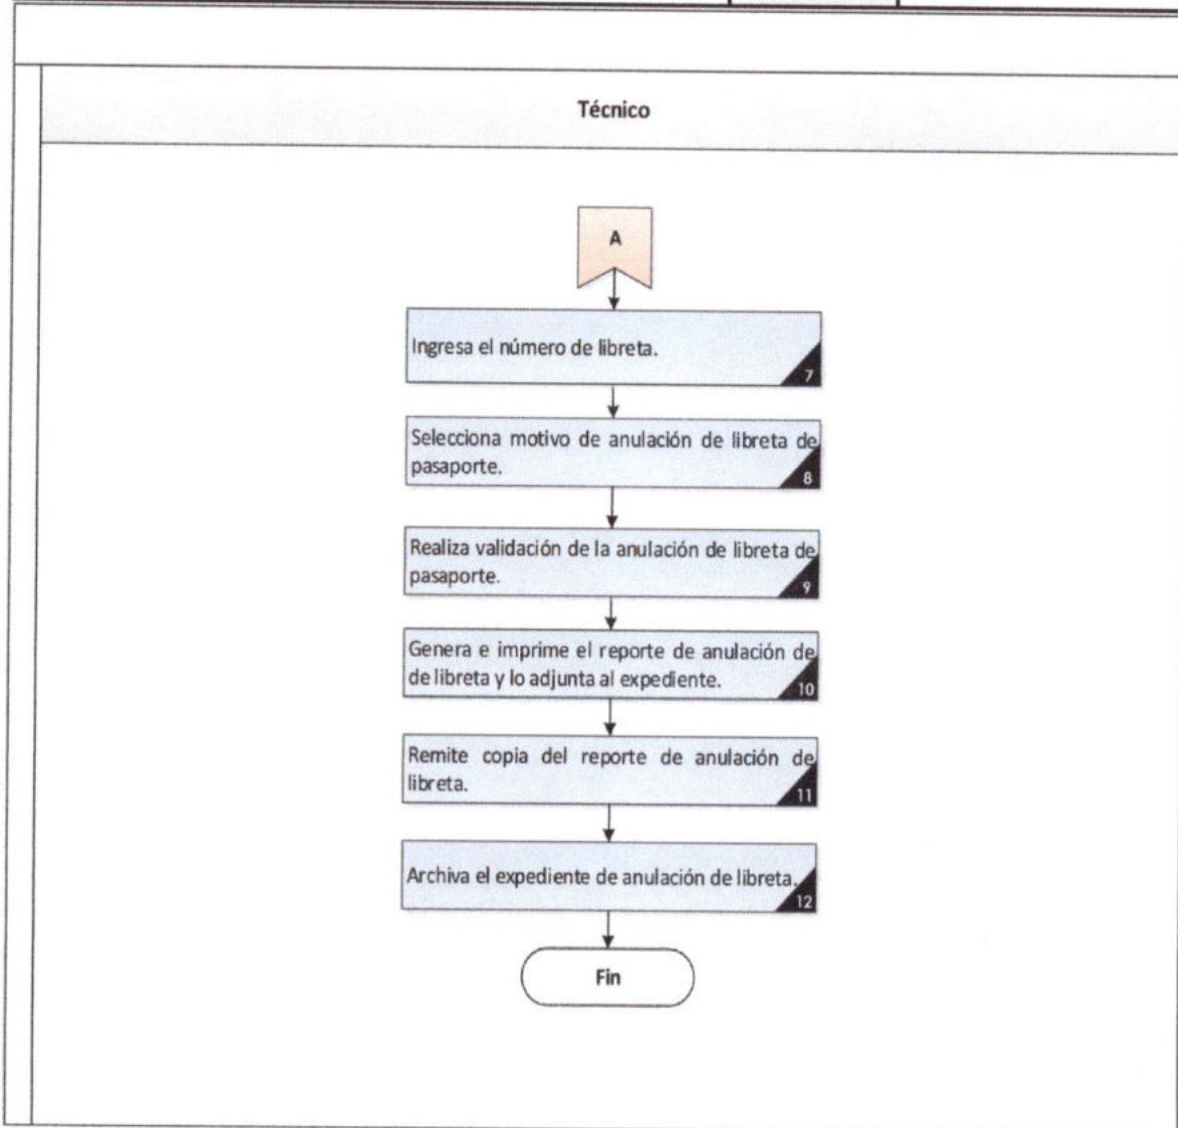 Técnico
A
Ingresa el número de libreta.
7
Selecciona motivo de anulación de libreta de
pasaporte.
8
Realiza validación de la anulación de libreta de
pasaporte.
9
Genera e imprime el reporte de anulación de
de libreta y lo adjunta al expediente.
10
Remite copia del reporte de anulación de
libreta.
11
Archiva el expediente de anulación de libreta.
12
Fin